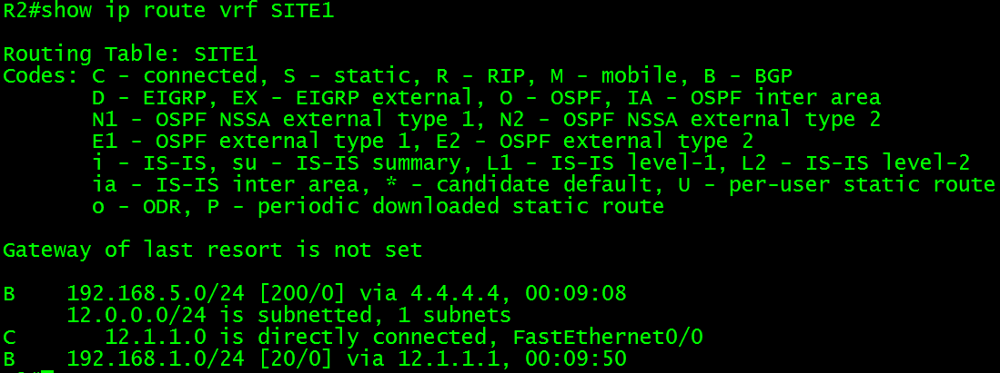 R2#show ip route vrf SITE1
Routing Table: SITE1
Codes: C - connected, S - static, R - RIP, M - mobile, B - BGP
D - EIGRP, EX - EIGRP external, O - OSPF, IA - OSPF inter area
N1 - OSPF NSSA external type 1, N2 - OSPF NSSA external type 2
E1 - OSPF external type 1, E2 - OSPF external type 2
i - IS-IS, su - IS-IS summary, L1 - IS-IS level-1, L2 - IS-IS level-2
ia - IS-IS inter area, * - candidate default, U - per-user static route
o - ODR, P - periodic downloaded static route
Gateway of last resort is not set
B 192.168.5.0/24 [200/0] via 4.4.4.4, 00:09:08
12.0.0.0/24 is subnetted, 1 subnets
C 12.1.1.0 is directly connected, FastEthernet0/0
B 192.168.1.0/24 [20/0] via 12.1.1.1, 00:09:50